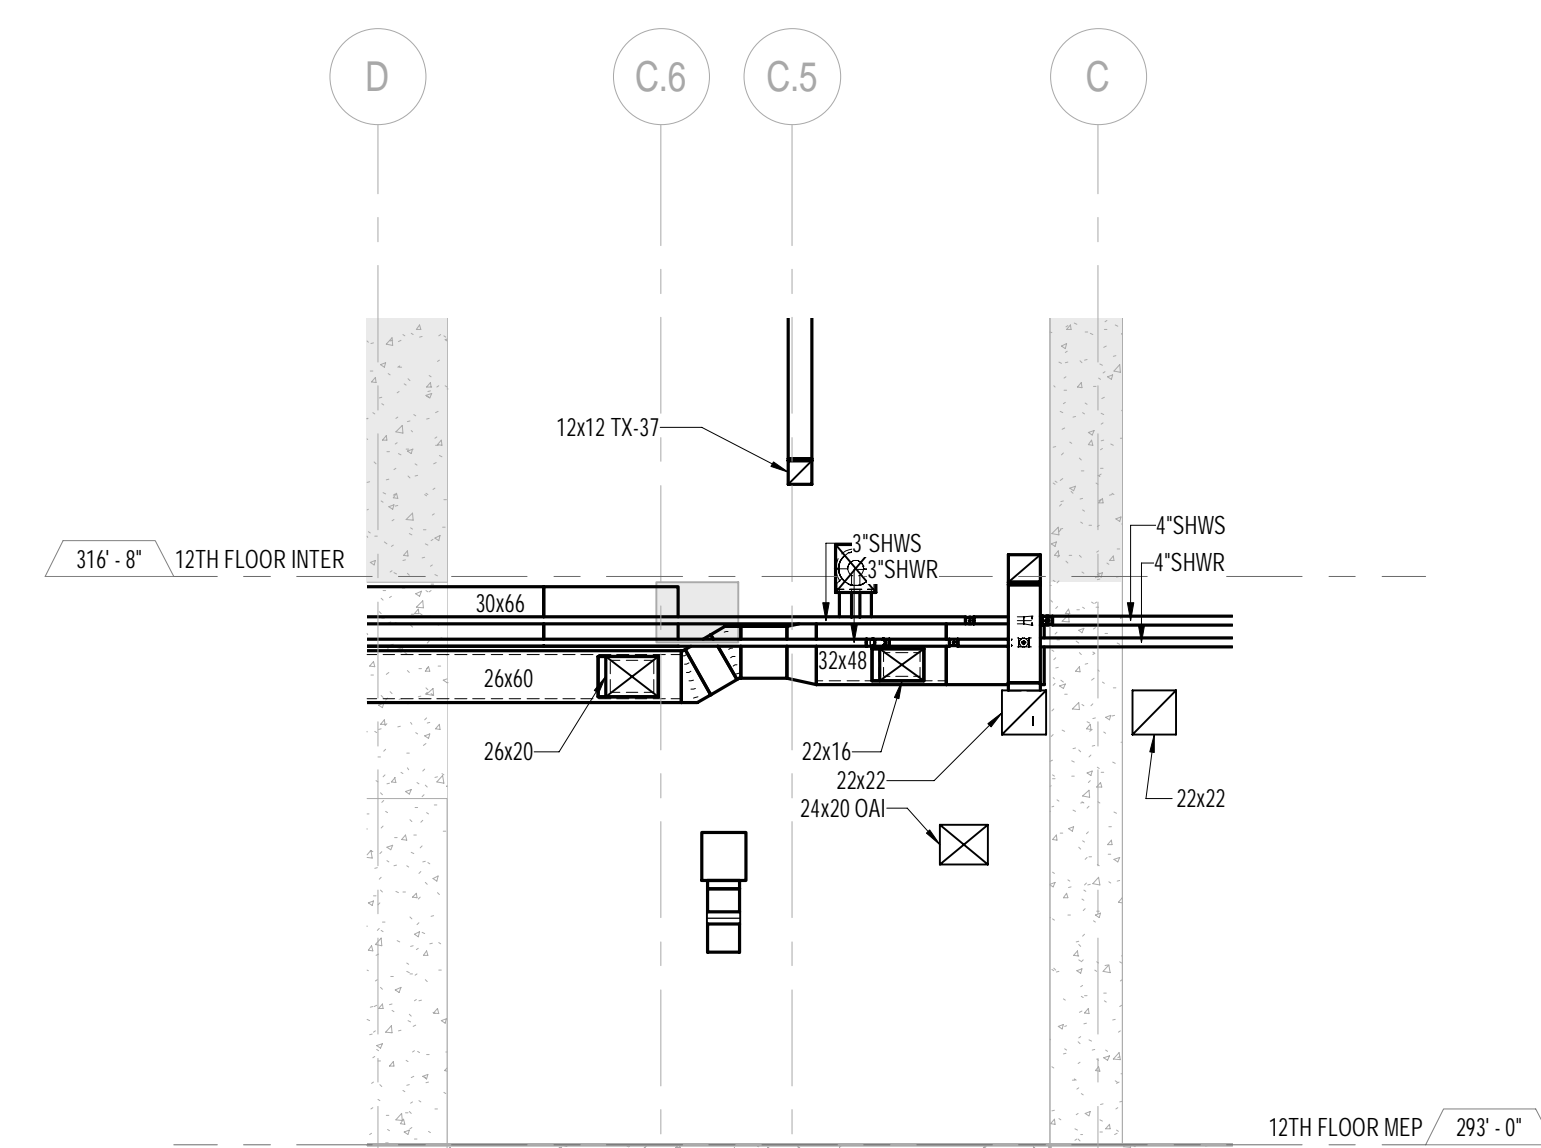 D
C.6
C.5
C
12x12 TX-37
4"SHWS
3"SHWS
316' - 8"
12TH FLOOR INTER
4"SHWR
3"SHWR
30x66
32x48
26x60
26x20
22x16
22x22
22x22
24x20 OAI
12TH FLOOR MEP
293' - 0"